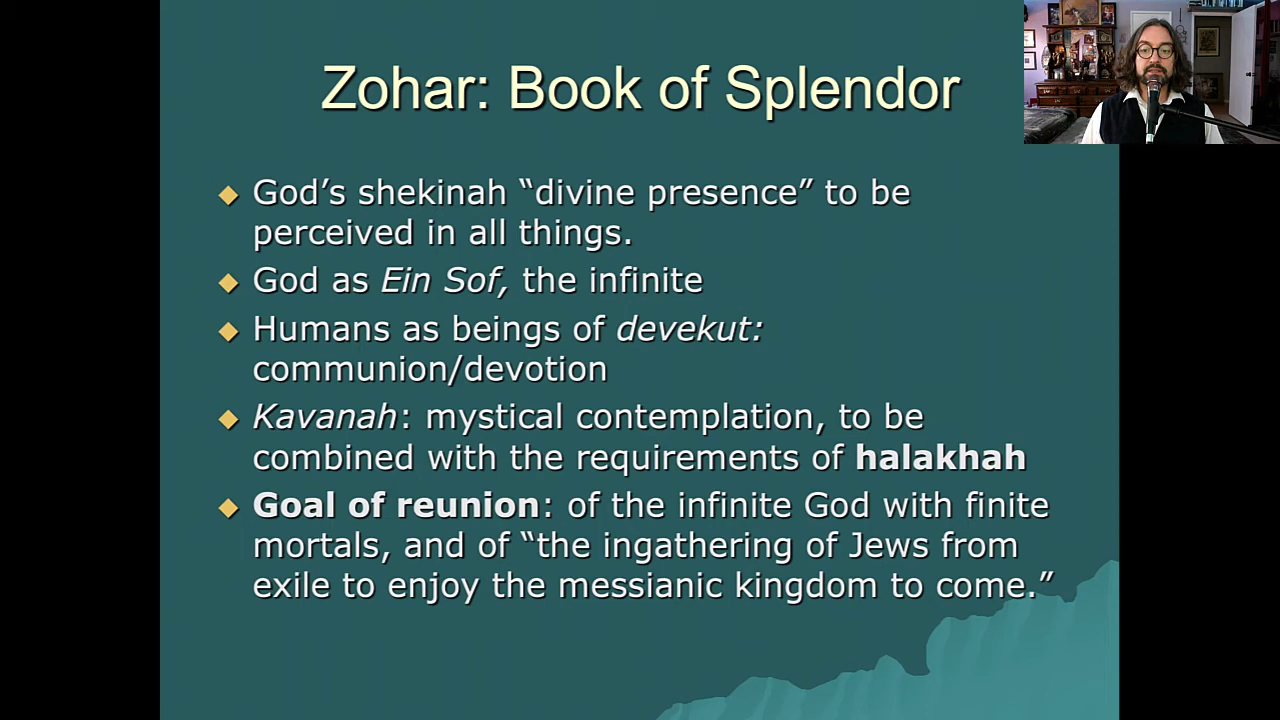 Zohar: Book of Splendor
God’s shekinah “divine presence” to be
perceived in all things.
God as Ein Sof, the infinite
Humans as beings of devekut:
communion/devotion
Kavanah: mystical contemplation, to be
combined with the requirements of halakhah
Goal of reunion: of the infinite God with finite
mortals, and of “the ingathering of Jews from
exile to enjoy the messianic kingdom to come.”